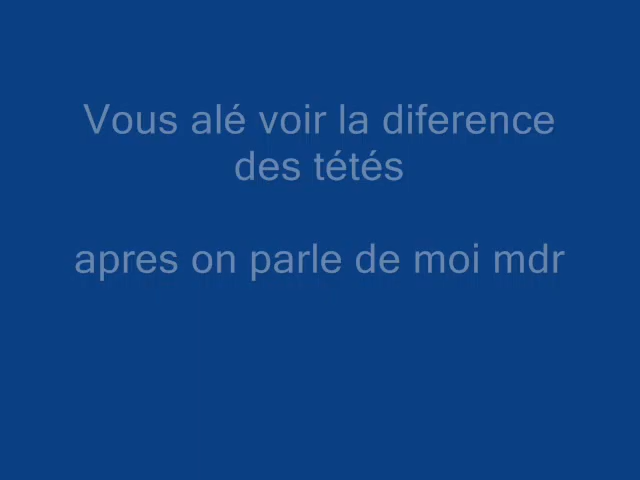 Vous alé voir la diference
des tétés
apres on parle de moi mdr